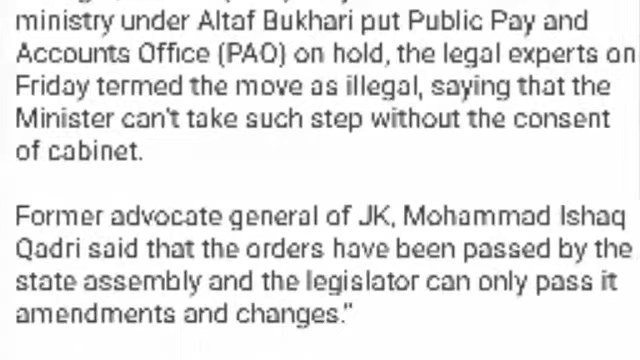 ministry under Altaf Bukhari put Public Pay and
Accounts Office (PAO) on hold, the legal experts on
Friday termed the move as illegal, saying that the
Minister can't take such step without the consent
of cabinet.
Former advocate general of JK, Mohammad Ishaq
Qadri said that the orders have been passed by the
state assembly and the legislator can only pass it
amendments and changes."